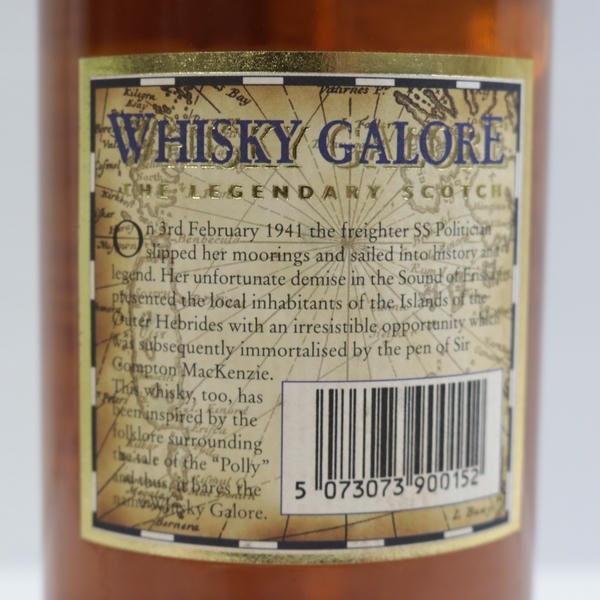 WHISKY GALORE
THE LEGENDARY SCOTCH
On 3rd February 1941 the freighter SS Politician
slipped her moorings and sailed into history and
legend. Her unfortunate demise in the Sound of Eriskay
presented the local inhabitants of the Islands of the
Outer Hebrides with an irresistible opportunity which
was subsequently immortalised by the pen of Sir
Compton MacKenzie.
This whisky, too, has
been inspired by the
folklore surrounding
the tale of the "Polly"
and thus, it bares the
name Whisky Galore.
5 073073 900152
Bay
Benbecula
Bernera